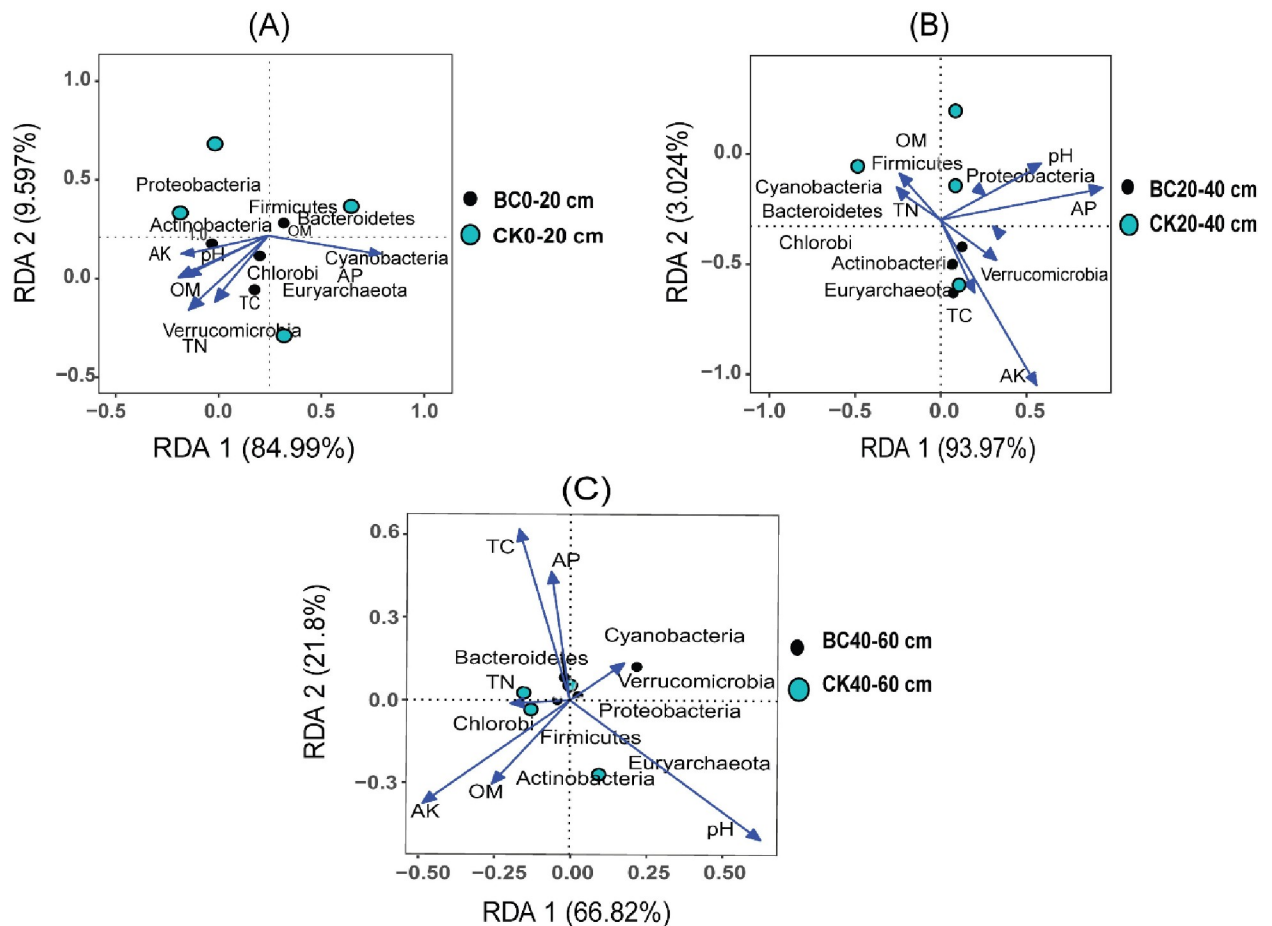 (A)
RDA 2 (9.597%)
1.0
0.5
0.0
−0.5
Proteobacteria
Firmicutes
Actinobacteria
Bacteroidetes
1.0
OM
AK
pH
Cyanobacteria
Chlorobi
AP
OM
Euryarchaeota
TC
Verrucomicrobia
TN
−0.5
0.0
0.5
1.0
RDA 1 (84.99%)
BC0-20 cm
CK0-20 cm
(B)
RDA 2 (3.024%)
0.0
−0.5
−1.0
OM
pH
Firmicutes
Proteobacteria
Cyanobacteria
TN
AP
Bacteroidetes
Chlorobi
Actinobacteria
Verrucomicrobia
Euryarchaeota
TC
AK
−1.0
−0.5
0.0
0.5
RDA 1 (93.97%)
BC20-40 cm
CK20-40 cm
(C)
RDA 2 (21.8%)
0.6
0.3
0.0
−0.3
TC
AP
Cyanobacteria
Bacteroidetes
TN
Verrucomicrobia
Chlorobi
Proteobacteria
Firmicutes
Euryarchaeota
Actinobacteria
OM
AK
pH
−0.50
−0.25
0.00
0.25
0.50
RDA 1 (66.82%)
BC40-60 cm
CK40-60 cm